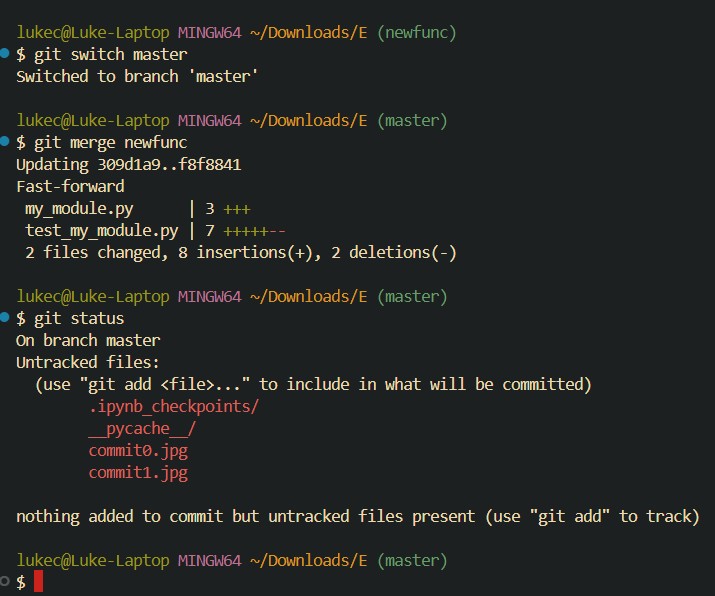 lukec@Luke-Laptop MINGW64 ~/Downloads/E (newfunc)
$ git switch master
Switched to branch 'master'

lukec@Luke-Laptop MINGW64 ~/Downloads/E (master)
$ git merge newfunc
Updating 309d1a9..f8f8841
Fast-forward
 my_module.py      | 3 +++
 test_my_module.py | 7 +++++--
 2 files changed, 8 insertions(+), 2 deletions(-)

lukec@Luke-Laptop MINGW64 ~/Downloads/E (master)
$ git status
On branch master
Untracked files:
  (use "git add <file>..." to include in what will be committed)
        .ipynb_checkpoints/
        __pycache__/
        commit0.jpg
        commit1.jpg

nothing added to commit but untracked files present (use "git add" to track)

lukec@Luke-Laptop MINGW64 ~/Downloads/E (master)
$